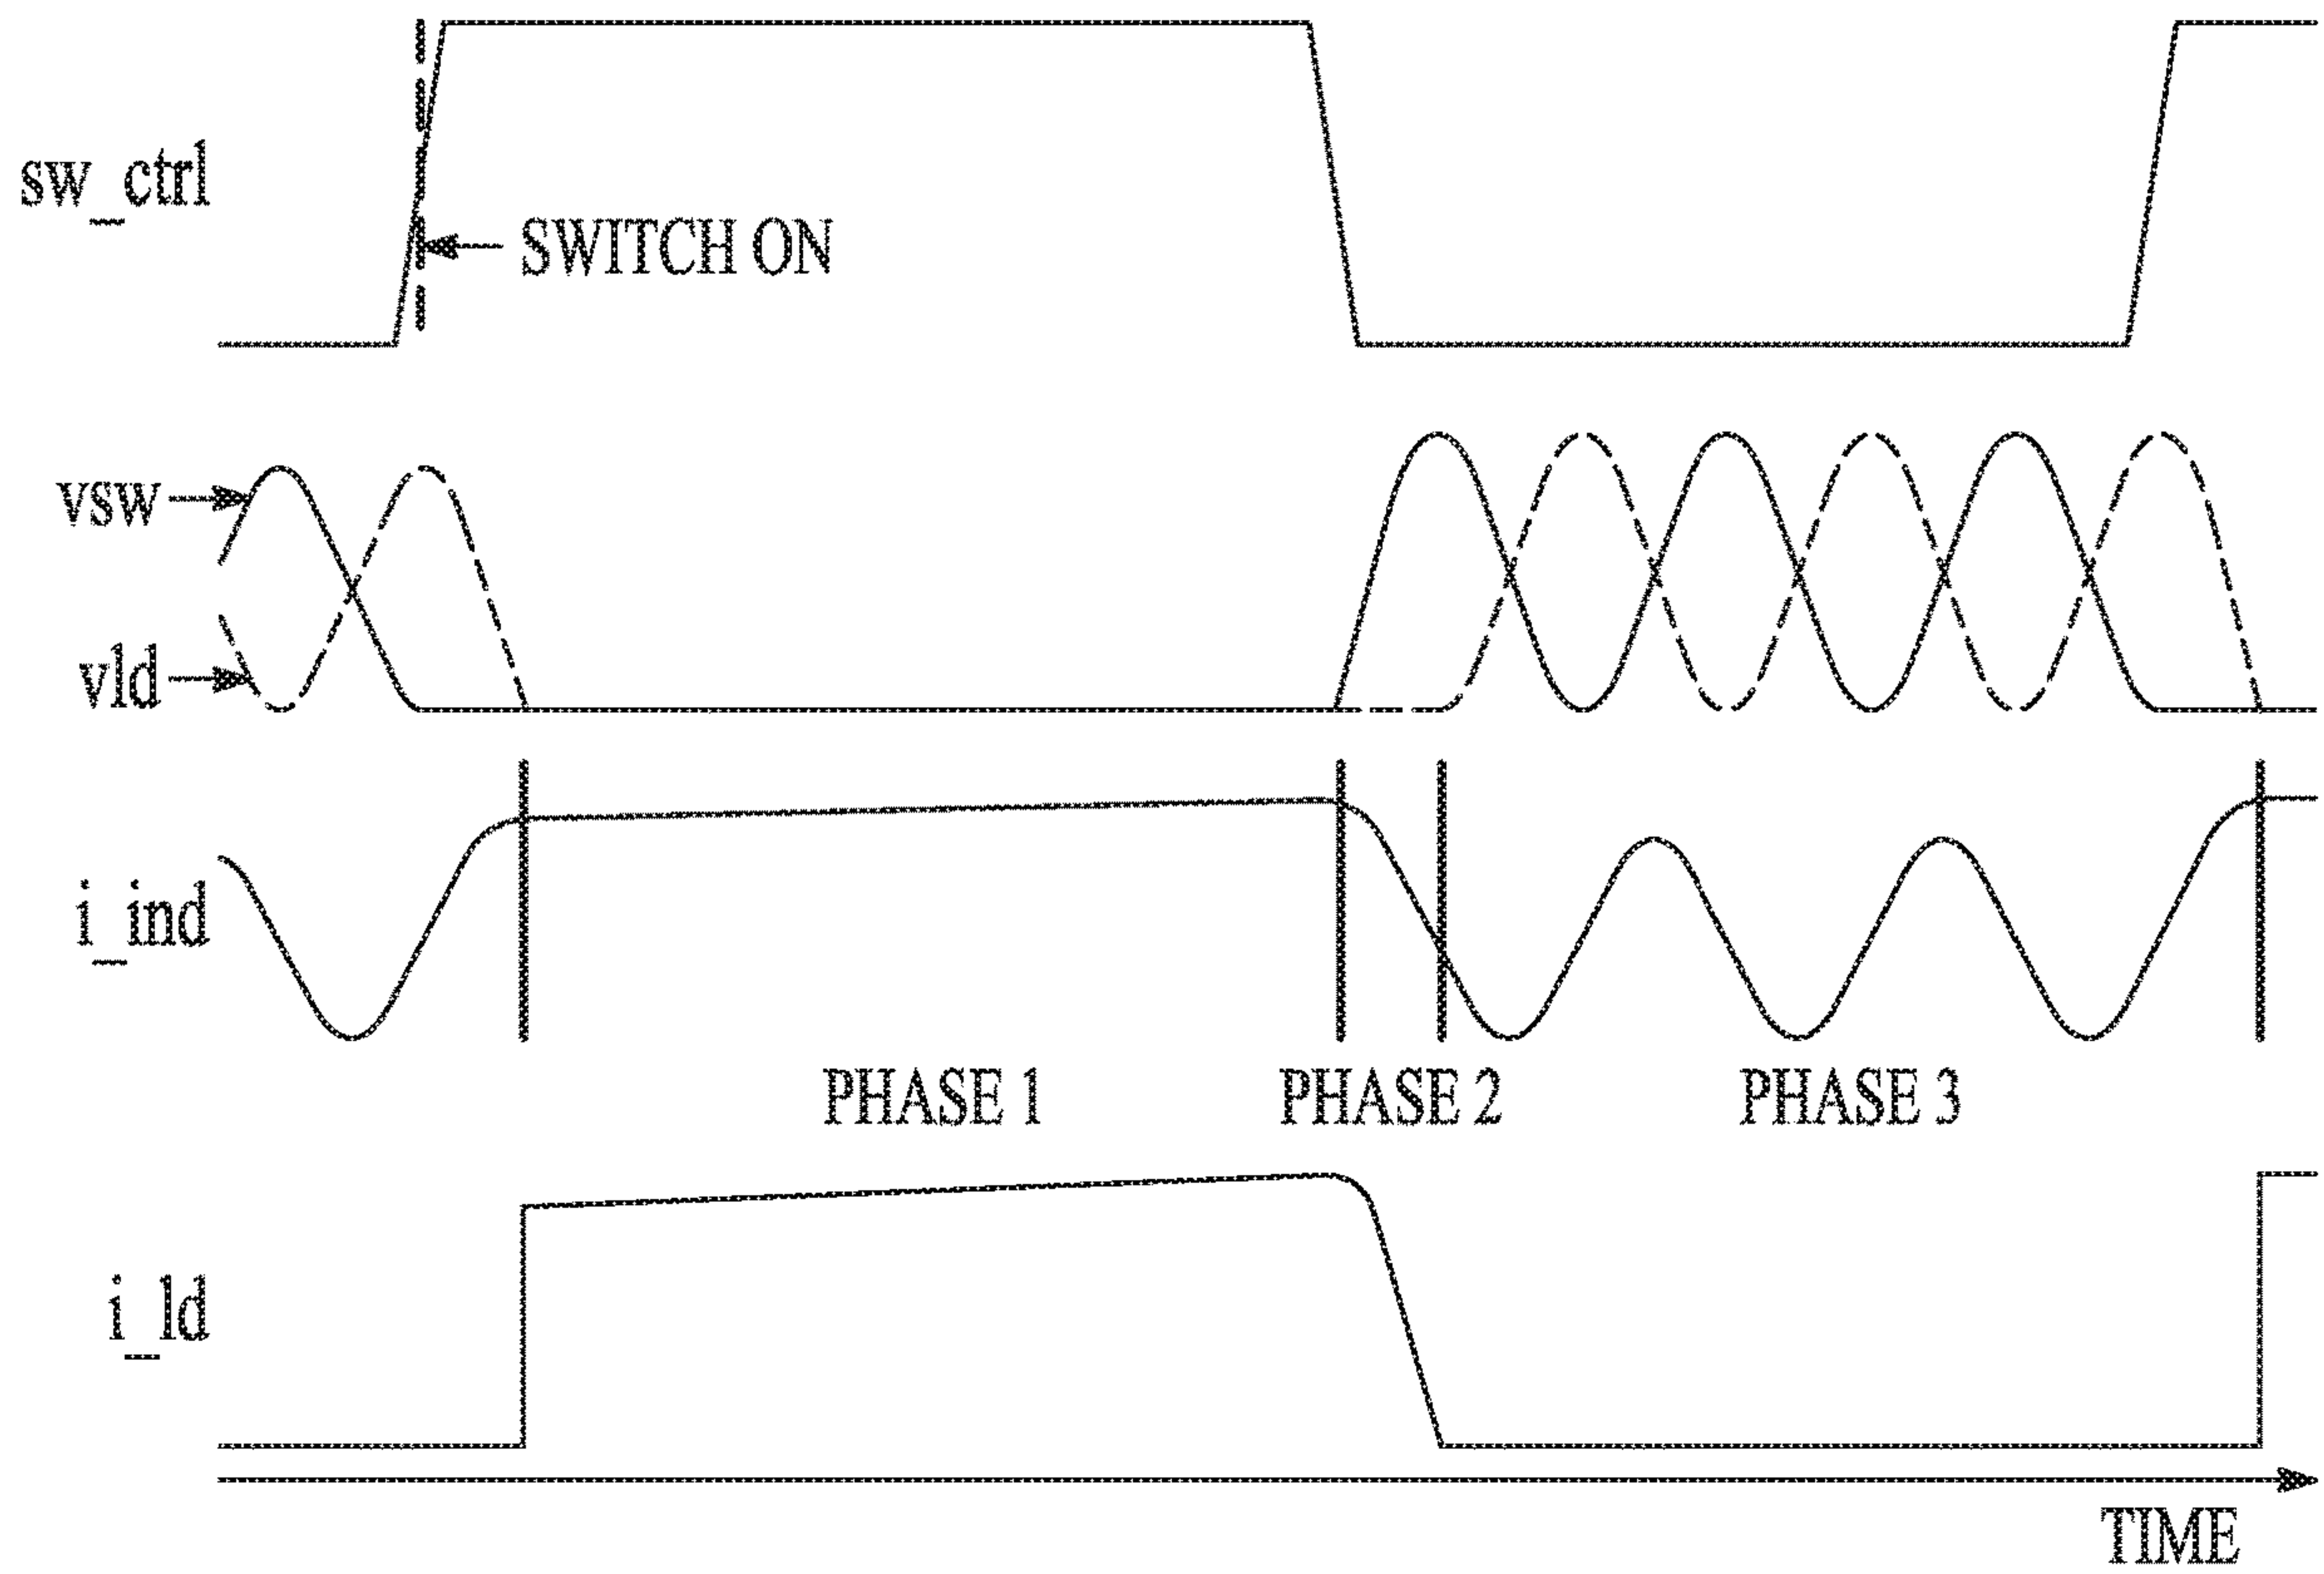 sw_ctrl
SWITCH ON
vsw
vld
i_ind
PHASE 1 PHASE 2 PHASE 3
i_ld
TIME